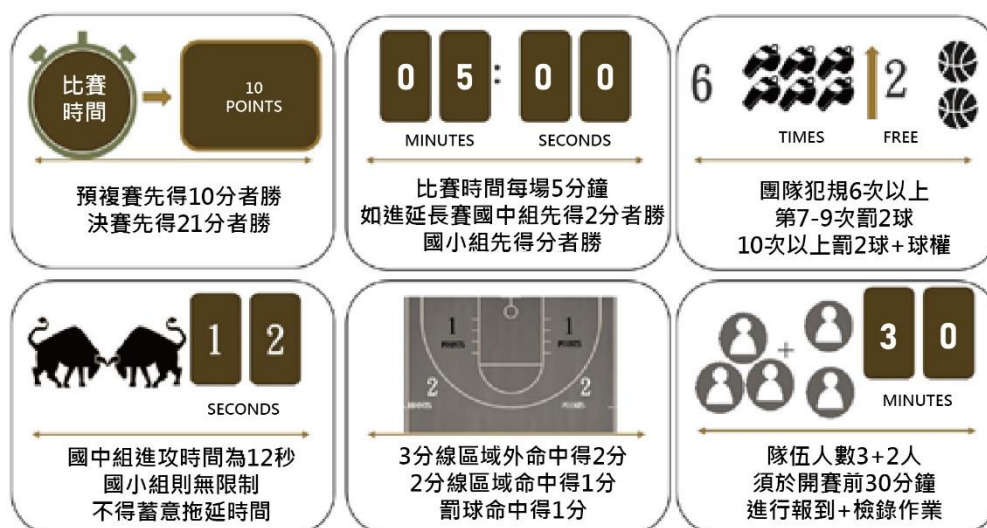 比賽
時間
10
POINTS
預複賽先得10分者勝
決賽先得21分者勝
05:00
MINUTES SECONDS
比賽時間每場5分鐘
如進延長賽國中組先得2分者勝
國小組先得分者勝
6 2
TIMES FREE
團隊犯規6次以上
第7-9次罰2球
10次以上罰2球+球權
12
SECONDS
國中組進攻時間為12秒
國小組則無限制
不得蓄意拖延時間
1 1
POINTS POINTS
2 2
POINTS POINTS
3分線區域外命中得2分
2分線區域命中得1分
罰球命中得1分
+
30
MINUTES
隊伍人數3+2人
須於開賽前30分鐘
進行報到+檢錄作業